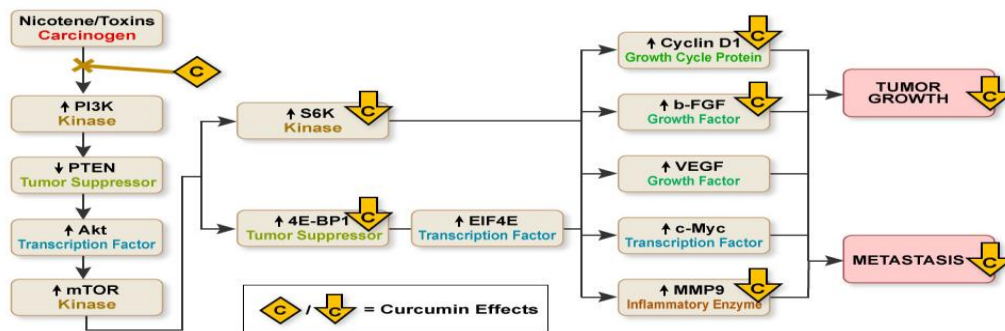 Nicotene/Toxins
Carcinogen
C
↑ PI3K
Kinase
↓ PTEN
Tumor Suppressor
↑ Akt
Transcription Factor
↑ mTOR
Kinase
↑ S6K
C
Kinase
↑ 4E-BP1
C
Tumor Suppressor
↑ EIF4E
Transcription Factor
↑ Cyclin D1
C
Growth Cycle Protein
↑ b-FGF
C
Growth Factor
↑ VEGF
Growth Factor
↑ c-Myc
Transcription Factor
↑ MMP9
C
Inflammatory Enzyme
TUMOR
GROWTH
C
METASTASIS
C
C / C = Curcumin Effects